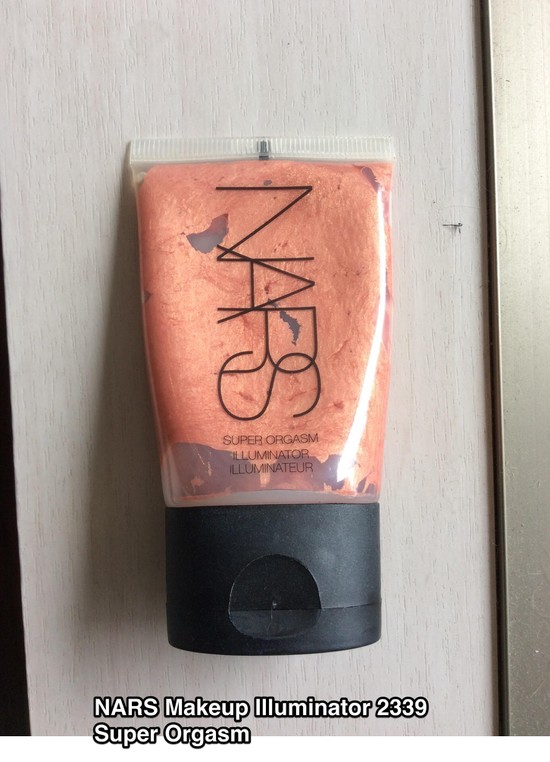 NARS
SUPER ORGASM
ILLUMINATOR
ILLUMINATEUR
NARS Makeup Illuminator 2339
Super Orgasm